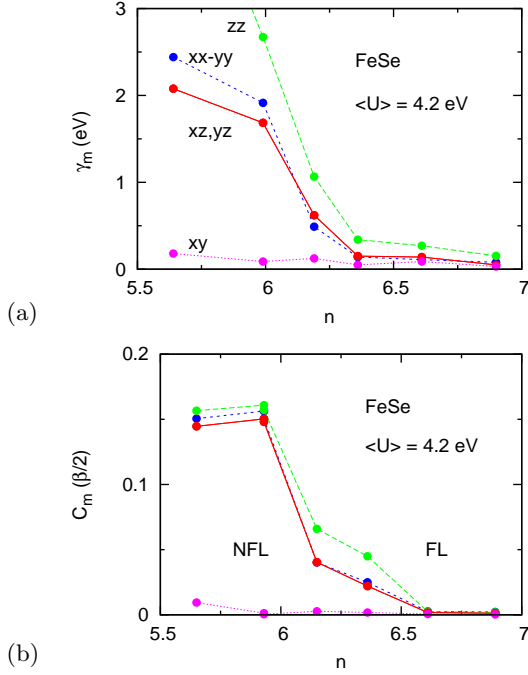 zz
3
xx-yy
FeSe
2
<U> = 4.2 eV
xz,yz
γm (eV)
1
xy
0
5.5 6 6.5 7
(a)
n
0.2
FeSe
<U> = 4.2 eV
0.1
Cm (β/2)
NFL FL
0
5.5 6 6.5 7
(b)
n